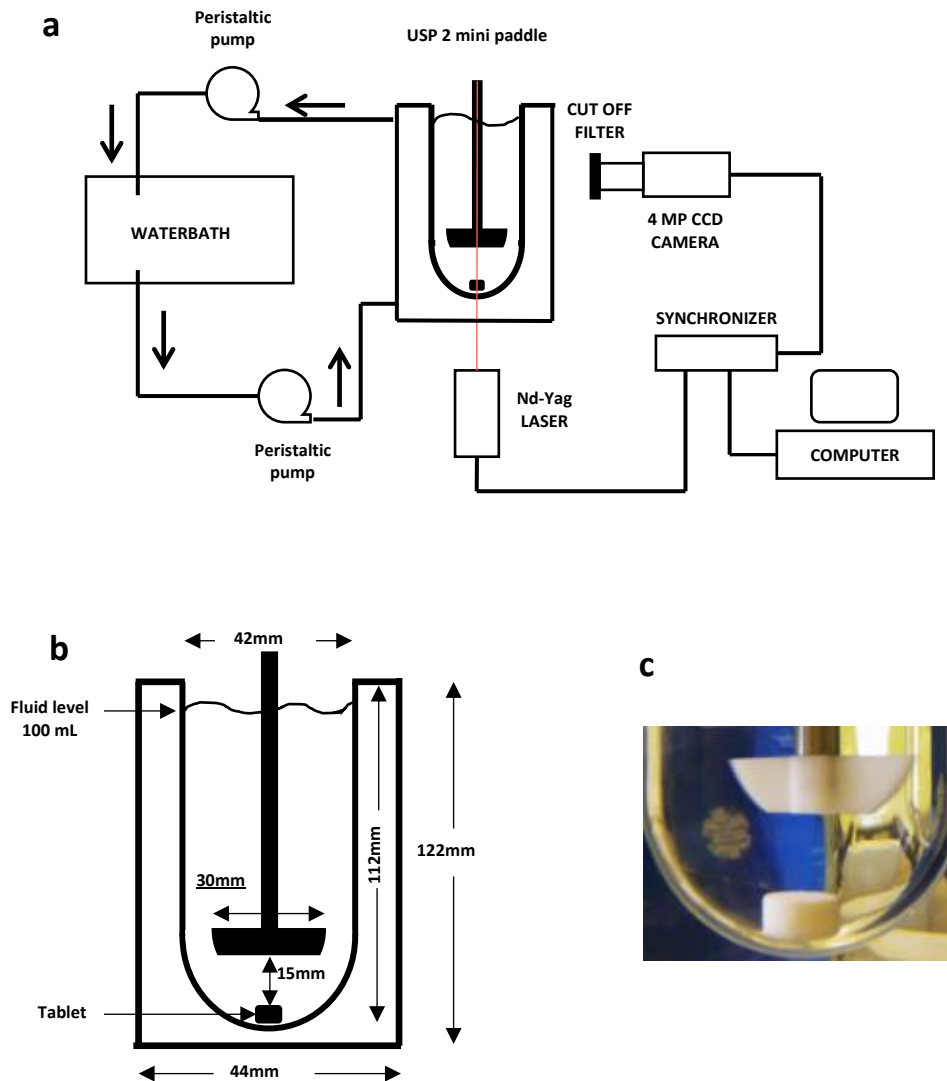 a
Peristaltic
pump
USP 2 mini paddle
CUT OFF
FILTER
WATERBATH
4 MP CCD
CAMERA
SYNCHRONIZER
Nd-Yag
LASER
Peristaltic
pump
COMPUTER
b
42mm
c
Fluid level
100 mL
30mm
112mm
122mm
15mm
Tablet
44mm